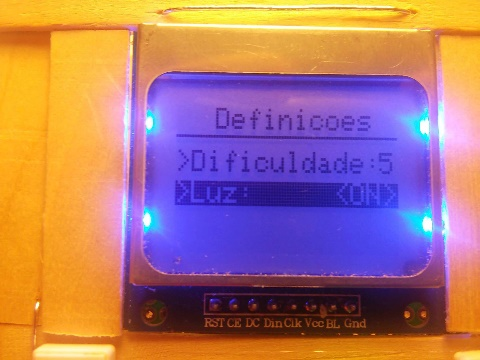 Definicoes
>Dificuldade:5
>Luz: <ON>
RST CE DC Din Clk Vcc BL Gnd